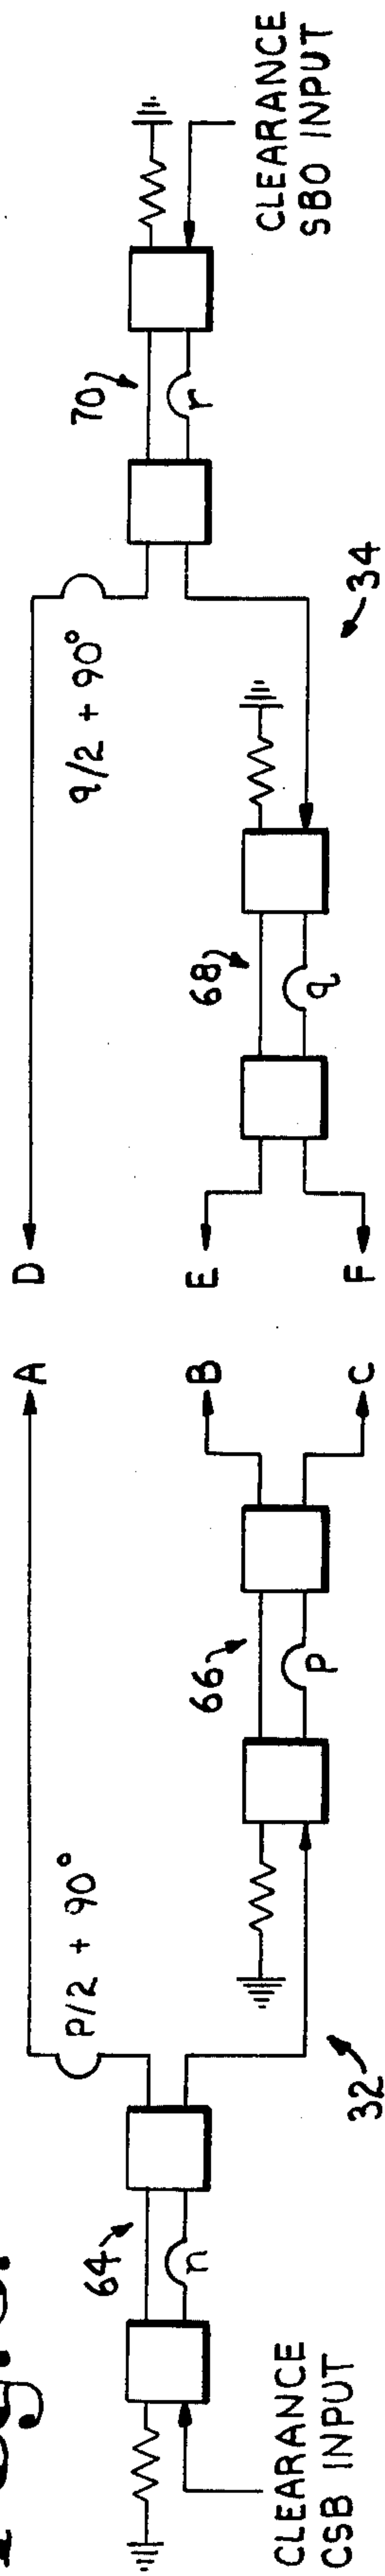 A
D
p/2 + 90°
q/2 + 90°
64
n
CLEARANCE
CSB INPUT
66
p
B
C
32
E
F
68
q
34
70
r
CLEARANCE
SBO INPUT